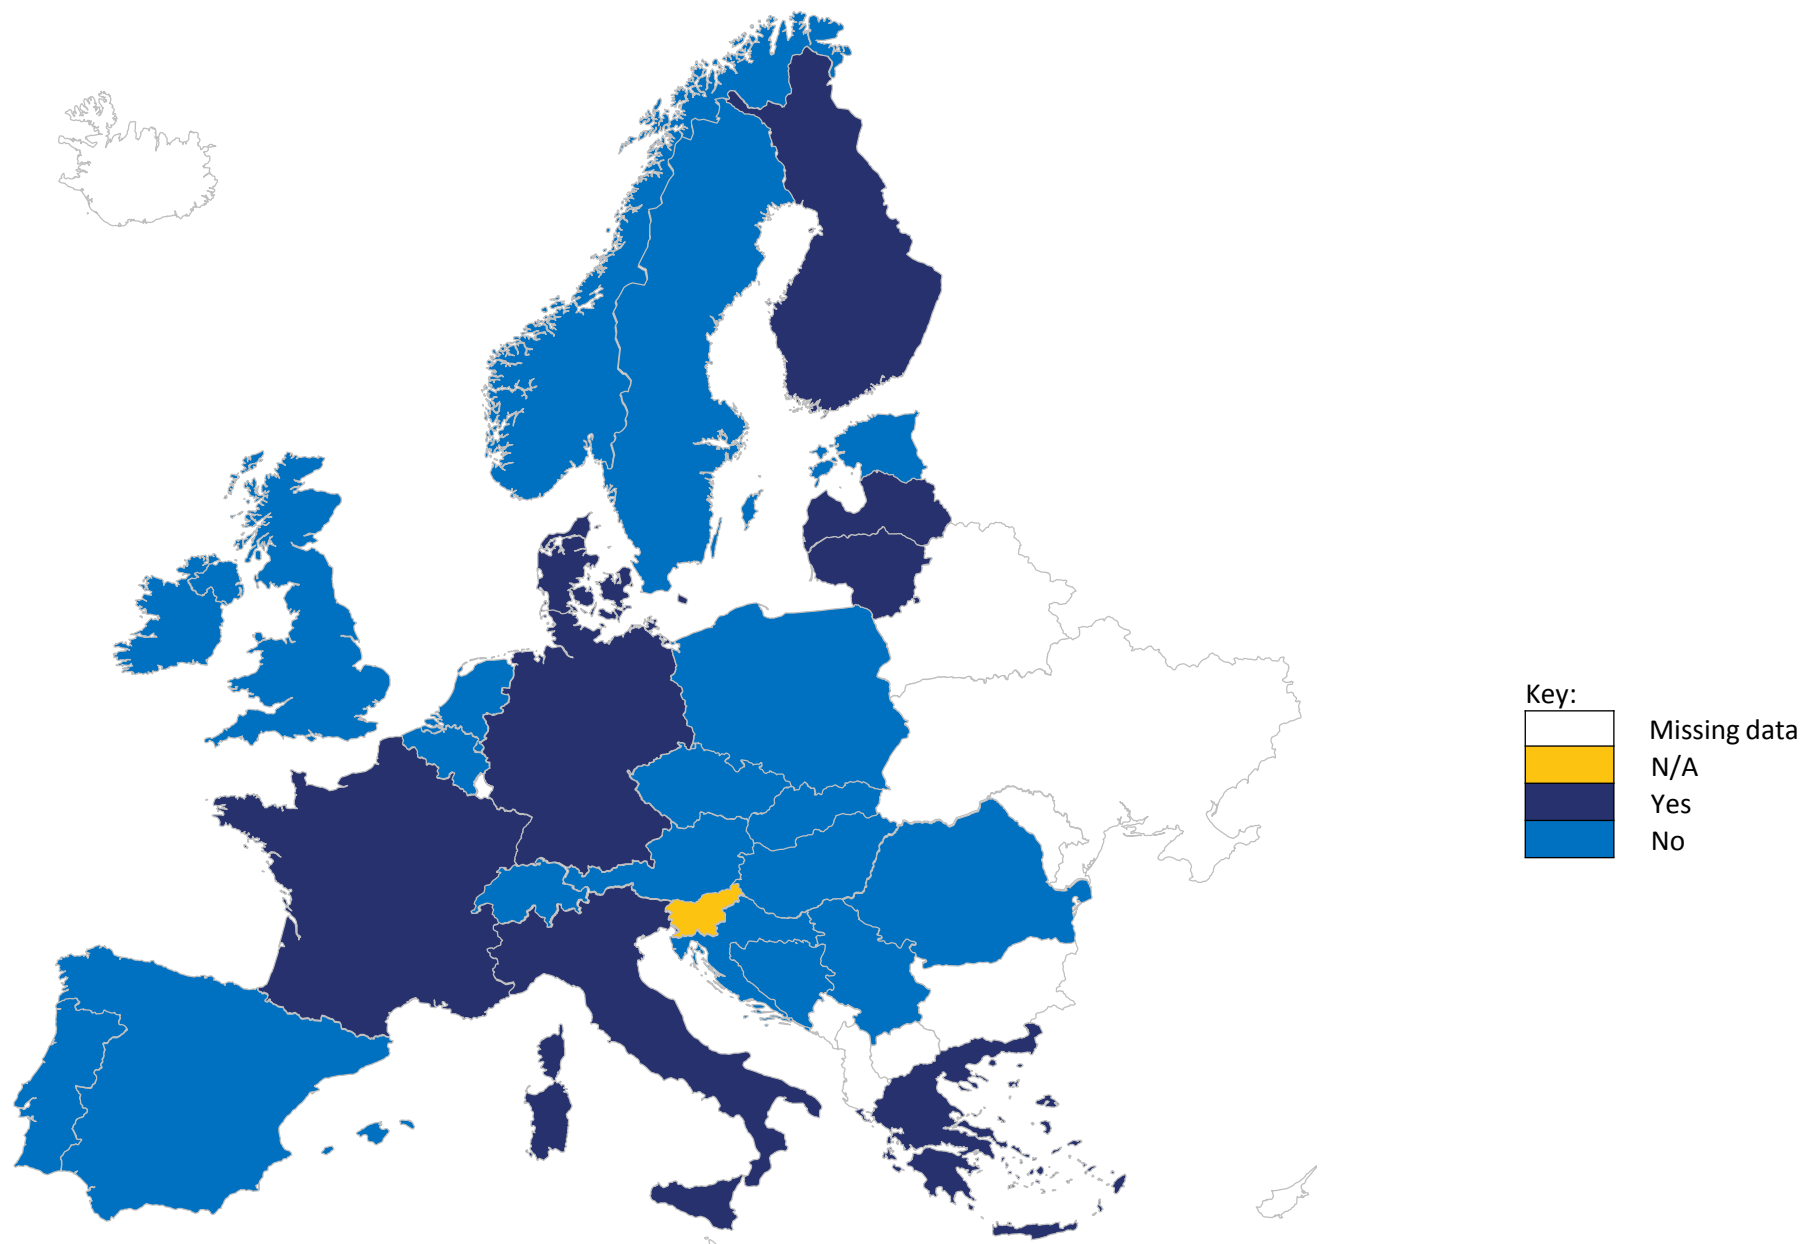 Key:
Missing data
N/A
Yes
No